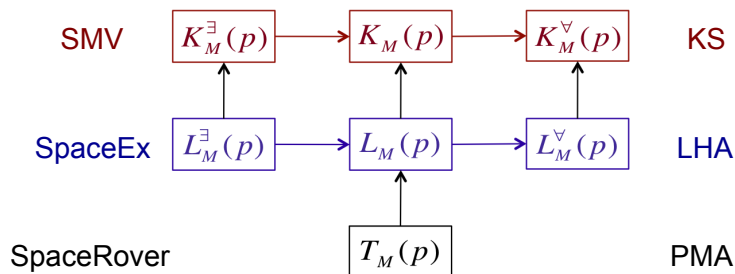 SMV K_M^∃(p) K_M(p) K_M^∀(p) KS
SpaceEx L_M^∃(p) L_M(p) L_M^∀(p) LHA
SpaceRover T_M(p) PMA